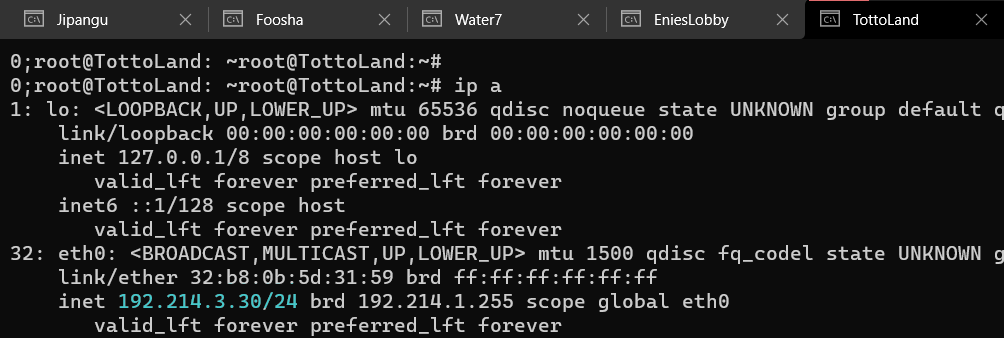 Jipangu
Foosha
Water7
EniesLobby
TottoLand
0;root@TottoLand: ~root@TottoLand:~#
0;root@TottoLand: ~root@TottoLand:~# ip a
1: lo: <LOOPBACK,UP,LOWER_UP> mtu 65536 qdisc noqueue state UNKNOWN group default q
link/loopback 00:00:00:00:00:00 brd 00:00:00:00:00:00
inet 127.0.0.1/8 scope host lo
valid_lft forever preferred_lft forever
inet6 ::1/128 scope host
valid_lft forever preferred_lft forever
32: eth0: <BROADCAST,MULTICAST,UP,LOWER_UP> mtu 1500 qdisc fq_codel state UNKNOWN g
link/ether 32:b8:0b:5d:31:59 brd ff:ff:ff:ff:ff:ff
inet 192.214.3.30/24 brd 192.214.1.255 scope global eth0
valid_lft forever preferred_lft forever